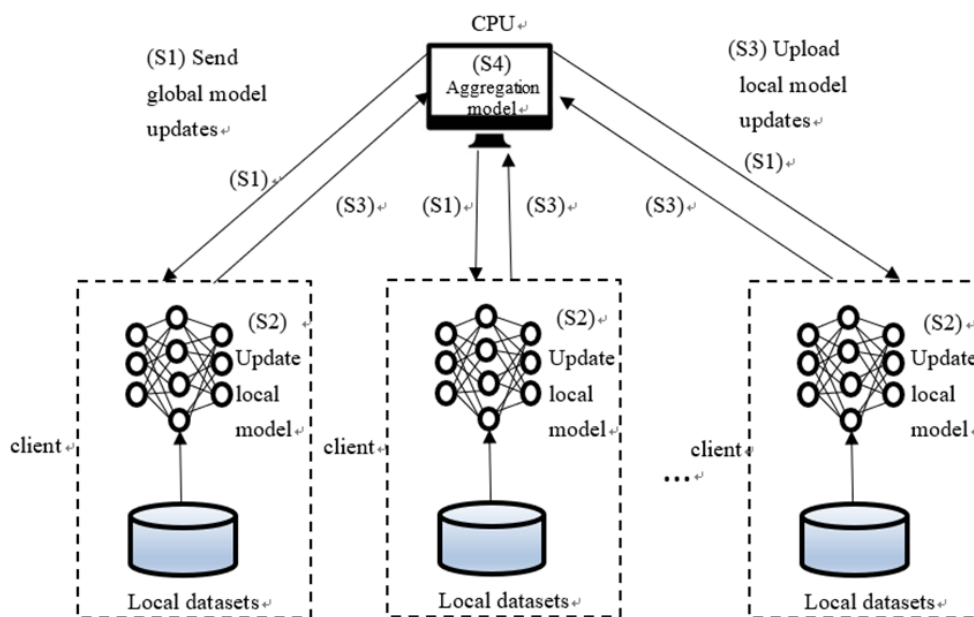 CPU
(S1) Send
global model
updates
(S4)
Aggregation
model
(S3) Upload
local model
updates
(S1)
(S3)
(S1)
(S3)
(S3)
(S1)
(S2)
Update
local
model
client
Local datasets
(S2)
Update
local
model
client
Local datasets
...
(S2)
Update
local
model
client
Local datasets